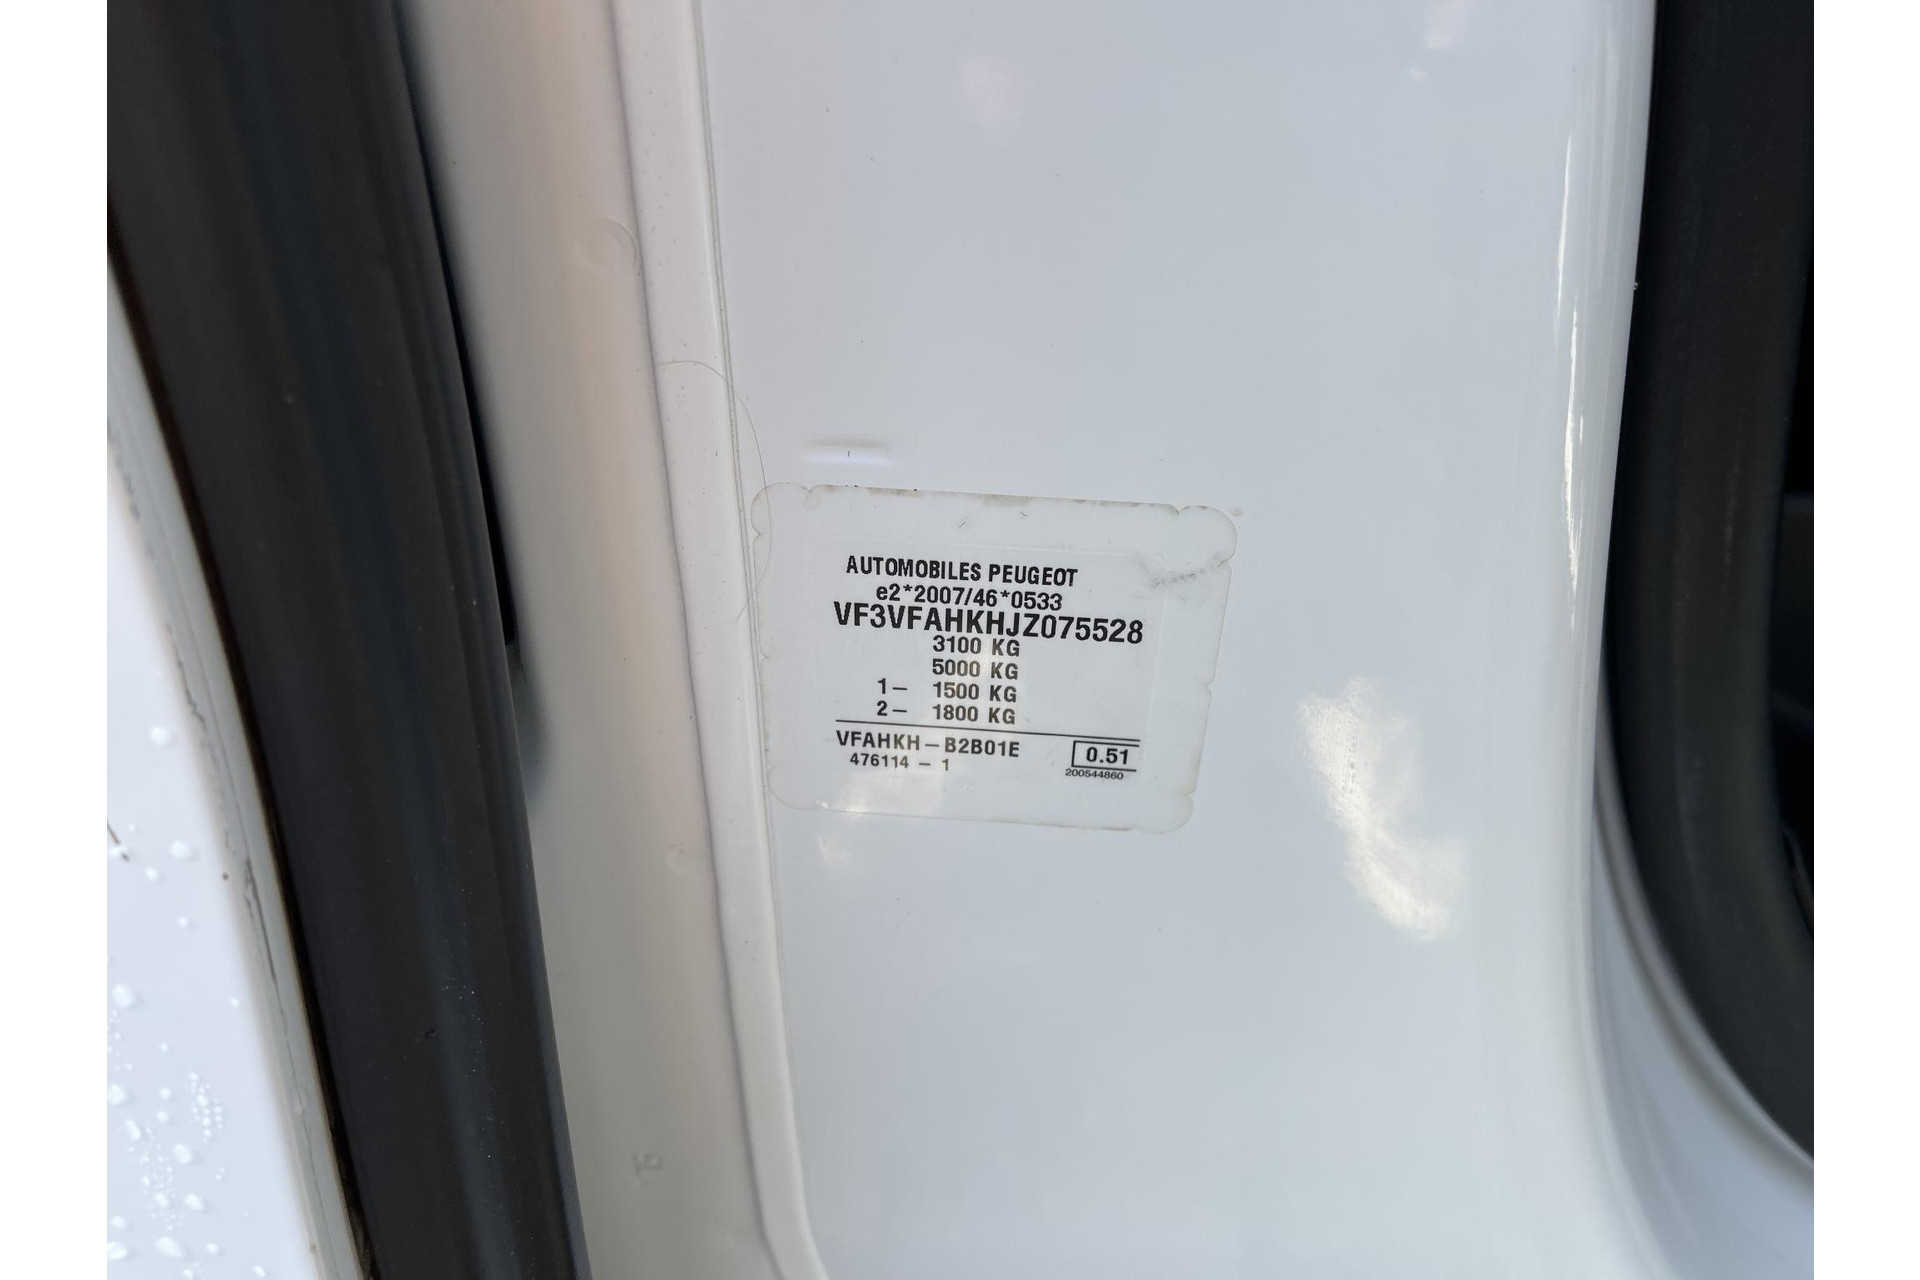 AUTOMOBILES PEUGEOT
e2*2007/46*0533
VF3VFAHKHJZ075528
3100 KG
5000 KG
1– 1500 KG
2– 1800 KG
VFAHKH–B2B01E 0.51
476114 – 1 200544860